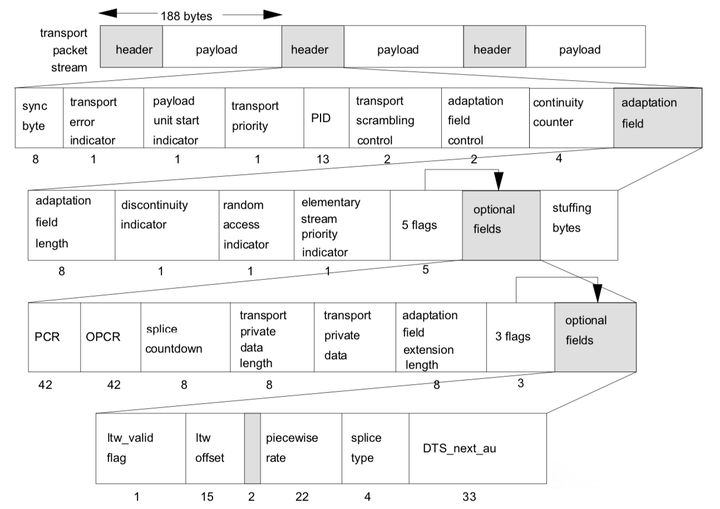 188 bytes
transport
packet
stream
header
payload
header
payload
header
payload
sync
byte
transport
error
indicator
payload
unit start
indicator
transport
priority
PID
transport
scrambling
control
adaptation
field
control
continuity
counter
adaptation
field
8
1
1
1
13
2
2
4
adaptation
field
length
discontinuity
indicator
random
access
indicator
elementary
stream
priority
indicator
5 flags
optional
fields
stuffing
bytes
8
1
1
1
5
PCR
OPCR
splice
countdown
transport
private
data
length
transport
private
data
adaptation
field
extension
length
3 flags
optional
fields
42
42
8
8
8
3
ltw_valid
flag
ltw
offset
piecewise
rate
splice
type
DTS_next_au
1
15
2
22
4
33